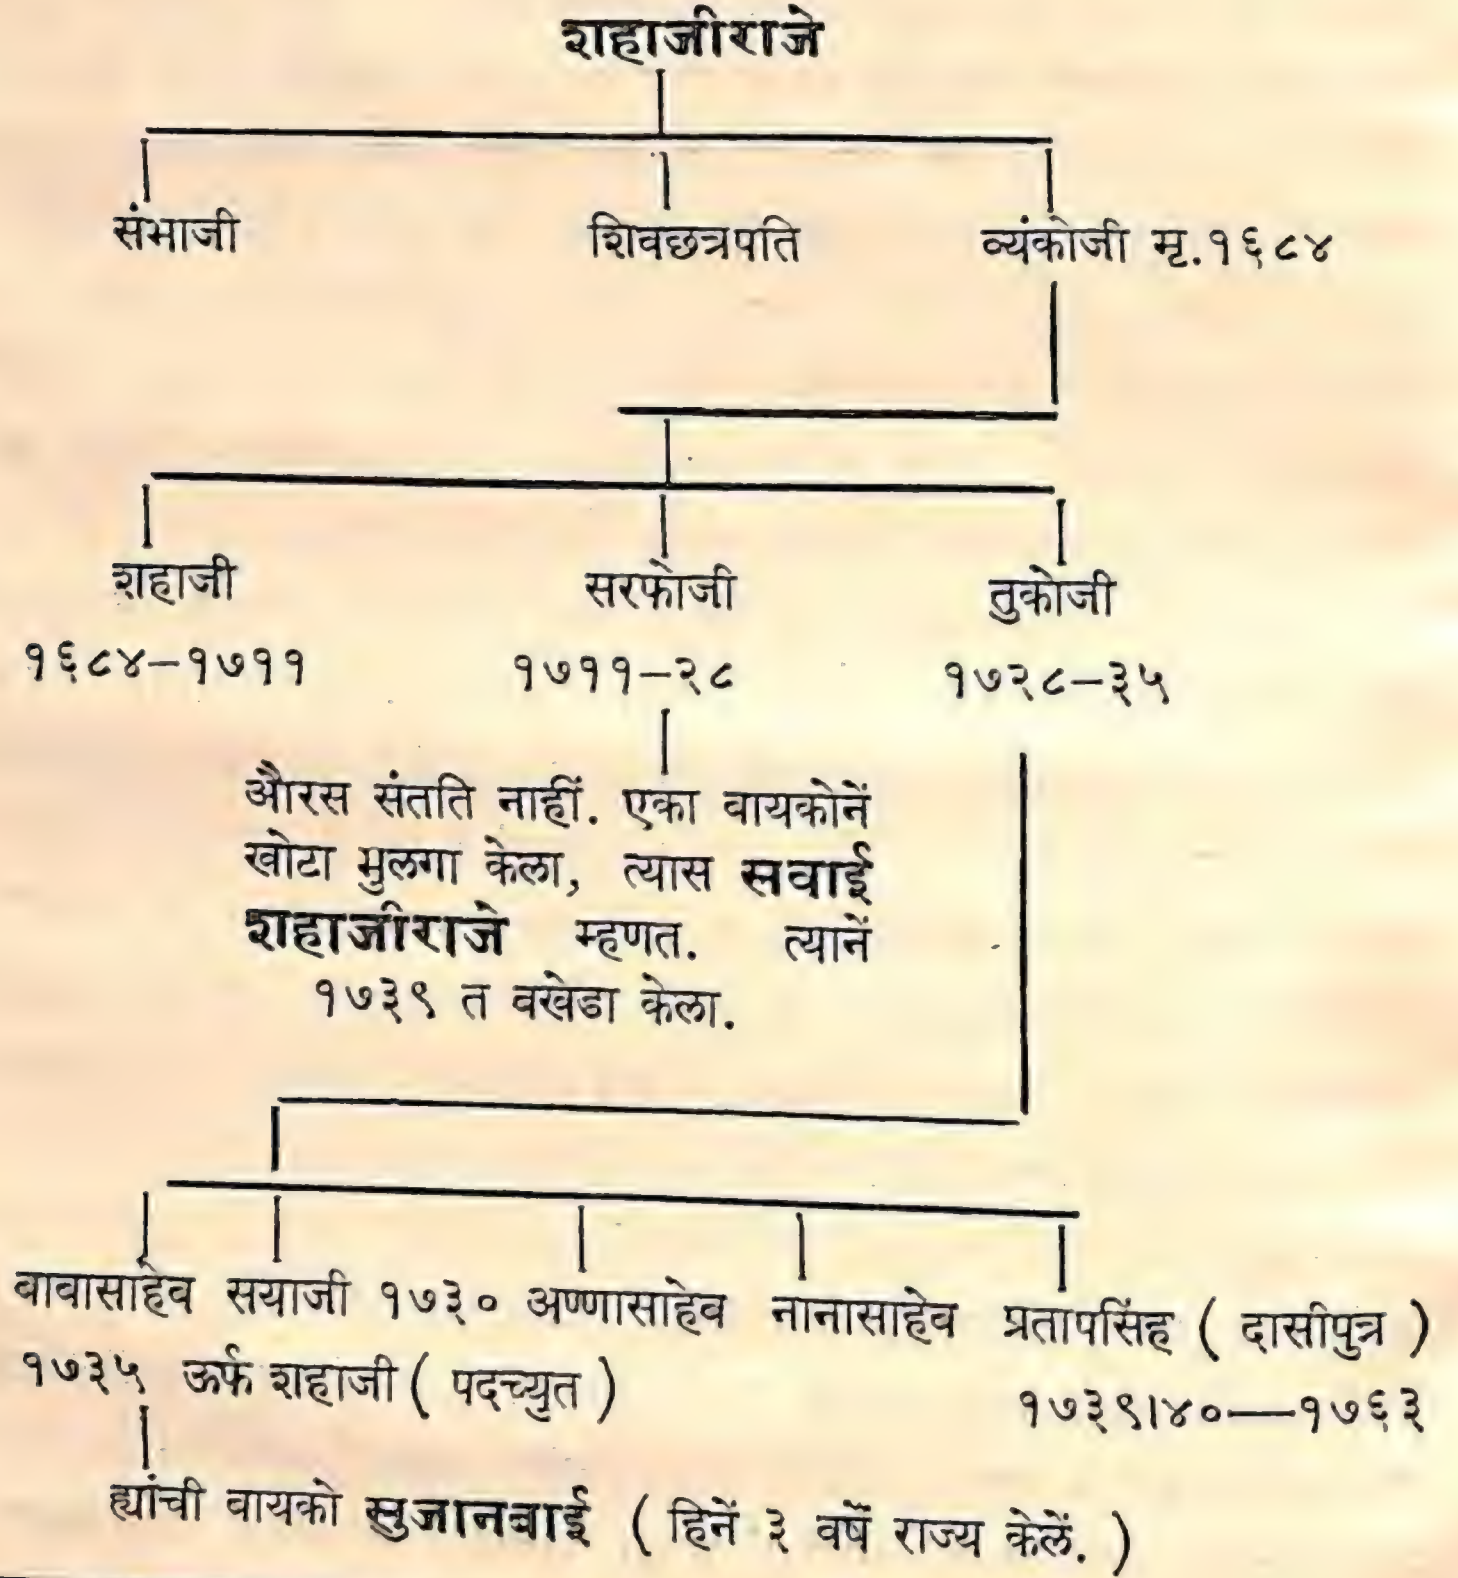 शहाजीराजे
संभाजी शिवछत्रपति व्यंकोजी मृ.१६८४
शहाजी सरफोजी तुकोजी
१६८४–१७११ १७११–२८ १७२८–३५
औरस संतति नाहीं. एका बायकोनें
खोटा मुलगा केला, त्यास सवाई
शहाजीराजे म्हणत. त्यानें
१७३९ त बखेडा केला.
बाबासाहेब सयाजी १७३० अण्णासाहेब नानासाहेब प्रतापसिंह ( दासीपुत्र )
१७३५ ऊर्फ शहाजी ( पदच्युत ) १७३९।४०—१७६३
ह्यांची बायको सुजानबाई ( हिनें ३ वर्षें राज्य केलें. )